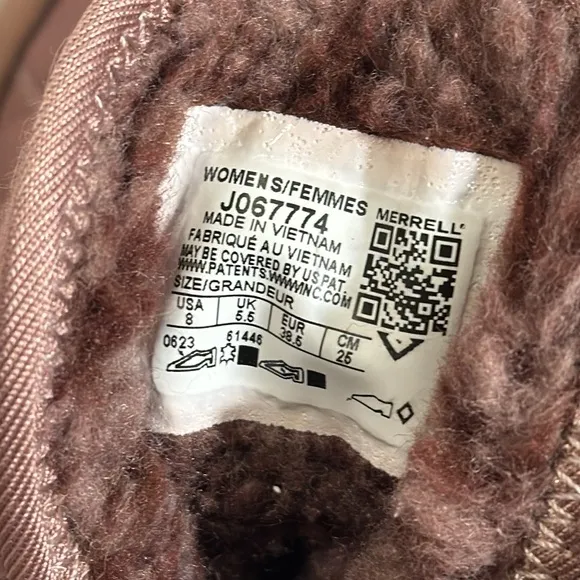 WOMENS/FEMMES
J067774
MERRELL
MADE IN VIETNAM
FABRIQUÉ AU VIETNAM
MAY BE COVERED BY US PAT.
WWW.PATENTS.WWWINC.COM
SIZE/GRANDEUR
USA UK EUR CM
8 5.5 38.5 25
0623 61446